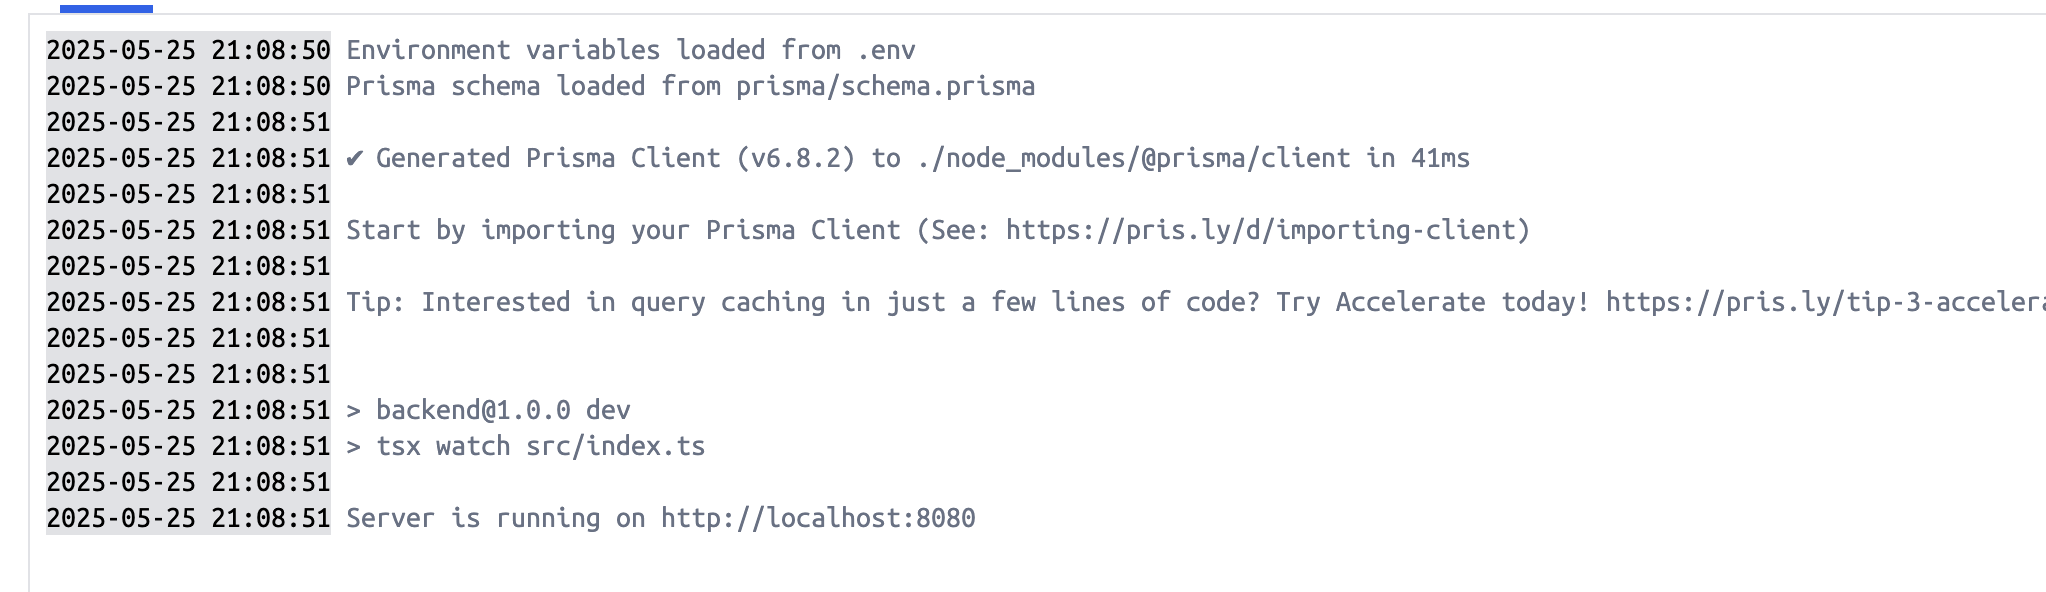 2025-05-25 21:08:50 Environment variables loaded from .env
2025-05-25 21:08:50 Prisma schema loaded from prisma/schema.prisma
2025-05-25 21:08:51
2025-05-25 21:08:51 ✔ Generated Prisma Client (v6.8.2) to ./node_modules/@prisma/client in 41ms
2025-05-25 21:08:51
2025-05-25 21:08:51 Start by importing your Prisma Client (See: https://pris.ly/d/importing-client)
2025-05-25 21:08:51
2025-05-25 21:08:51 Tip: Interested in query caching in just a few lines of code? Try Accelerate today! https://pris.ly/tip-3-acceler
2025-05-25 21:08:51
2025-05-25 21:08:51
2025-05-25 21:08:51 > backend@1.0.0 dev
2025-05-25 21:08:51 > tsx watch src/index.ts
2025-05-25 21:08:51
2025-05-25 21:08:51 Server is running on http://localhost:8080